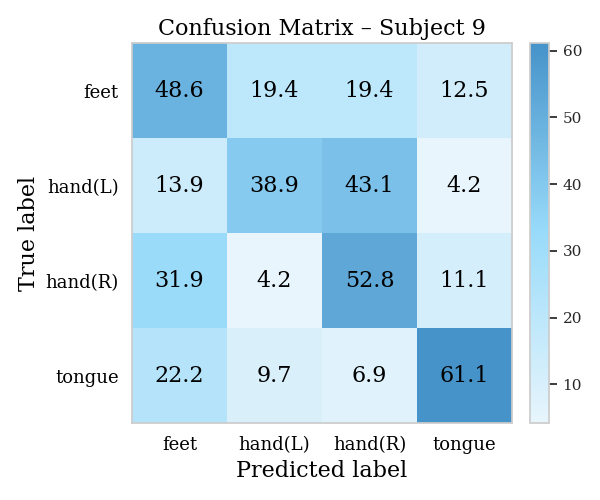 Confusion Matrix – Subject 9
feet 48.6 19.4 19.4 12.5
hand(L) 13.9 38.9 43.1 4.2
hand(R) 31.9 4.2 52.8 11.1
tongue 22.2 9.7 6.9 61.1
feet hand(L) hand(R) tongue
Predicted label
True label
60
50
40
30
20
10